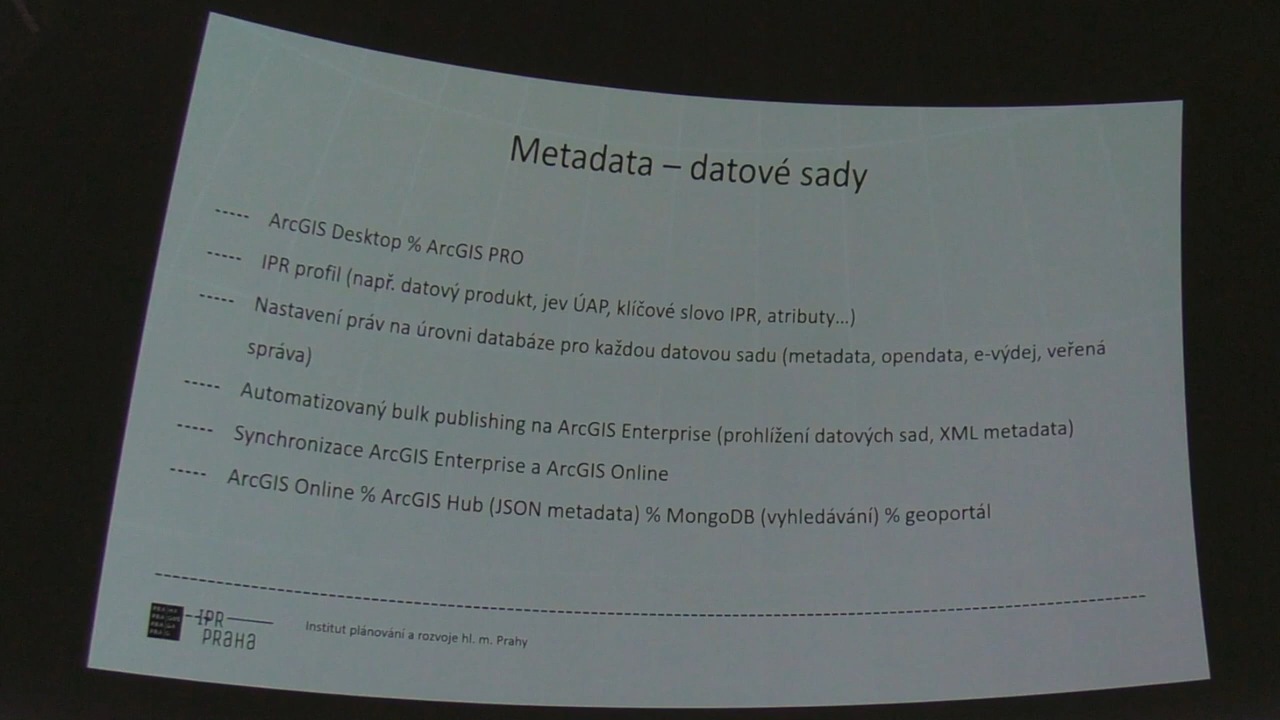 Metadata – datové sady
----- ArcGIS Desktop % ArcGIS PRO
----- IPR profil (např. datový produkt, jev ÚAP, klíčové slovo IPR, atributy...)
----- Nastavení práv na úrovni databáze pro každou datovou sadu (metadata, opendata, e-výdej, veřená
správa)
----- Automatizovaný bulk publishing na ArcGIS Enterprise (prohlížení datových sad, XML metadata)
----- Synchronizace ArcGIS Enterprise a ArcGIS Online
----- ArcGIS Online % ArcGIS Hub (JSON metadata) % MongoDB (vyhledávání) % geoportál
IPR
PRAHA
Institut plánování a rozvoje hl. m. Prahy